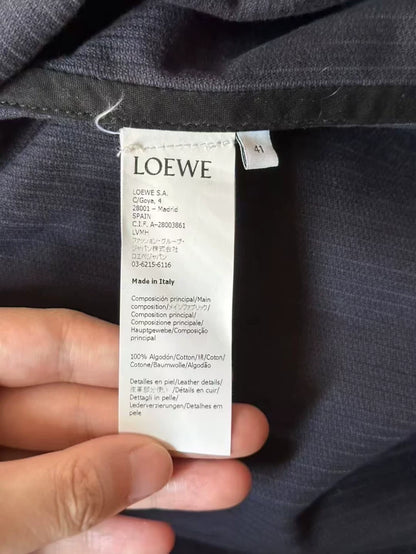 LOEWE
41
LOEWE S.A.
C/Goya, 4
28001 – Madrid
SPAIN
C.I.F. A-28003861
LVMH
ファッション・グループ・
ジャパン株式会社
ロエベジャパン
03-6215-6116
Made in Italy
Composición principal/Main
composition/メインファブリック/
Composition principal/
Composizione principale/
Hauptgewebe/Composição
principal
100% Algodón/Cotton/綿/Coton/
Cotone/Baumwolle/Algodão
Detalles en piel/Leather details/
皮革部分使い /Détails en cuir/
Dettagli in pelle/
Lederverzierungen/Detalhes em
pele